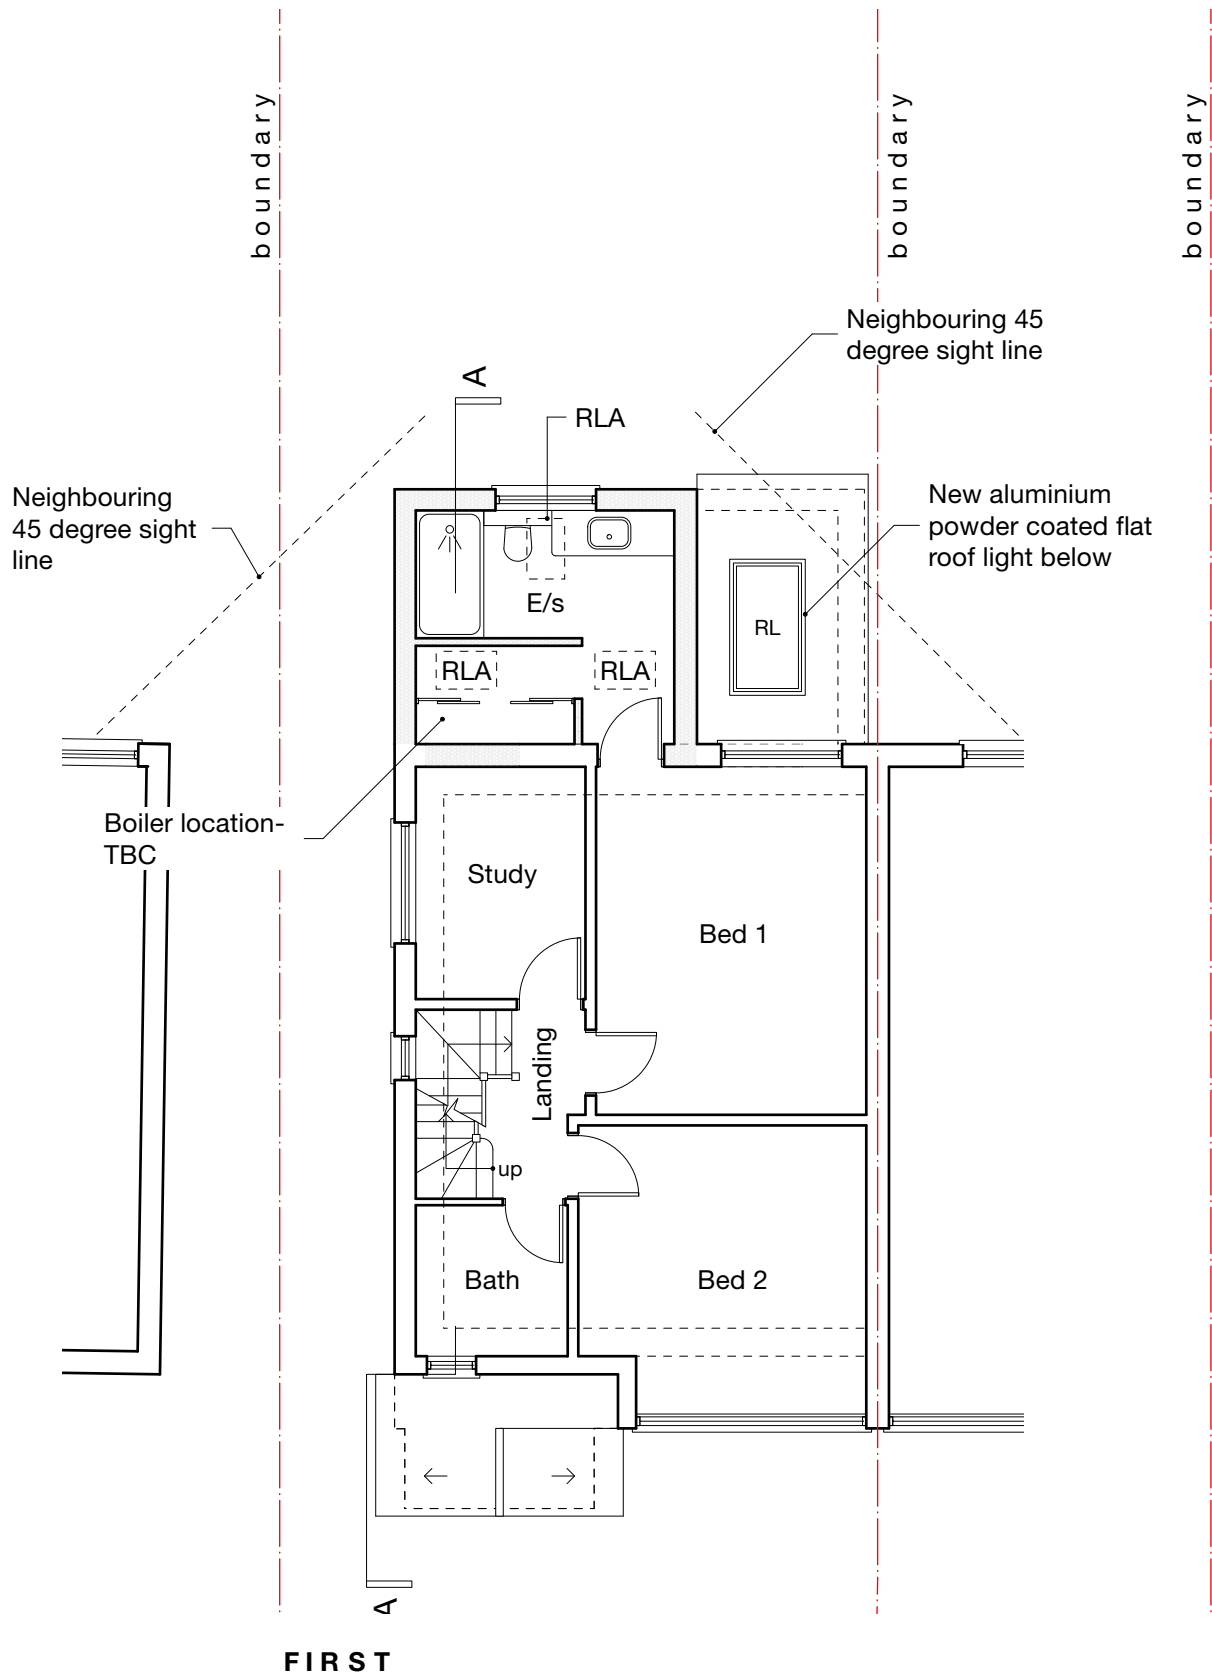 boundary
boundary
boundary
Neighbouring 45
degree sight line
A
RLA
Neighbouring
45 degree sight
line
New aluminium
powder coated flat
roof light below
E/s
RL
RLA
RLA
Boiler location-
TBC
Study
Bed 1
Landing
up
Bath
Bed 2
A
FIRST